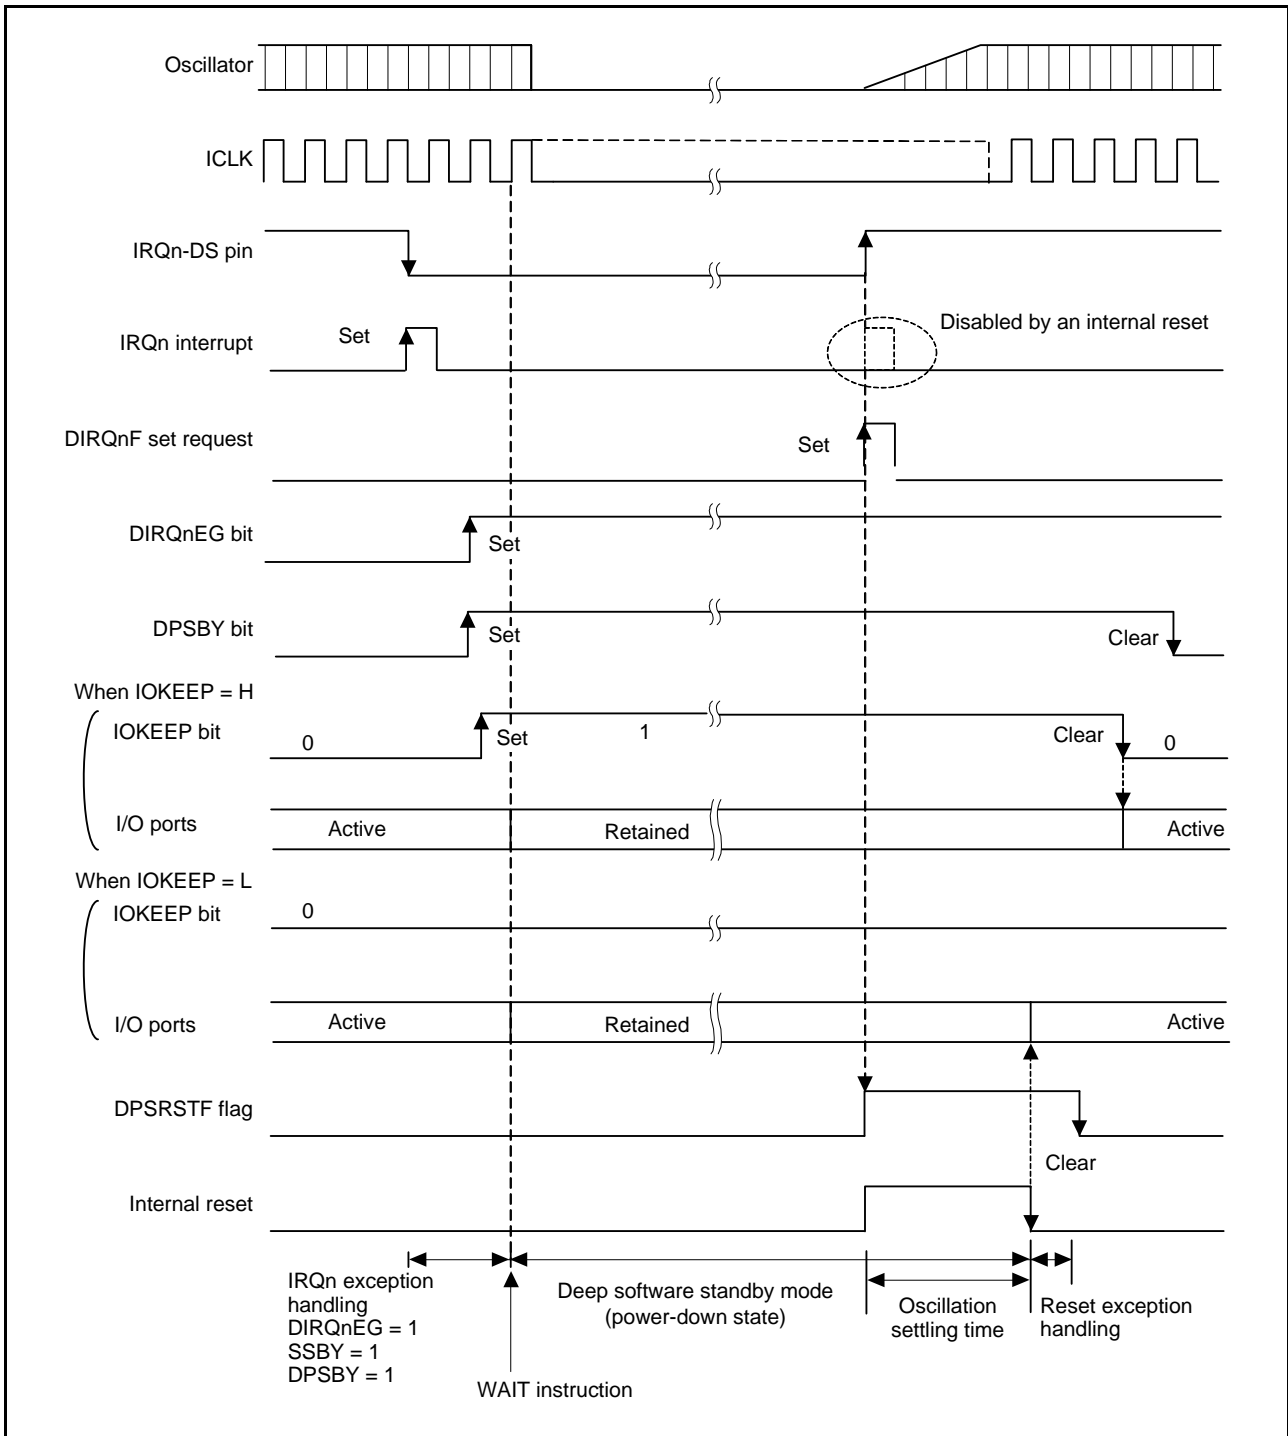 Oscillator
ICLK
IRQn-DS pin
IRQn interrupt
Set
Disabled by an internal reset
DIRQnF set request
Set
DIRQnEG bit
Set
DPSBY bit
Set
Clear
When IOKEEP = H
IOKEEP bit
0
Set
1
Clear
0
I/O ports
Active
Retained
Active
When IOKEEP = L
IOKEEP bit
0
I/O ports
Active
Retained
Active
DPSRSTF flag
Clear
Internal reset
IRQn exception
handling
DIRQnEG = 1
SSBY = 1
DPSBY = 1
WAIT instruction
Deep software standby mode
(power-down state)
Oscillation
settling time
Reset exception
handling